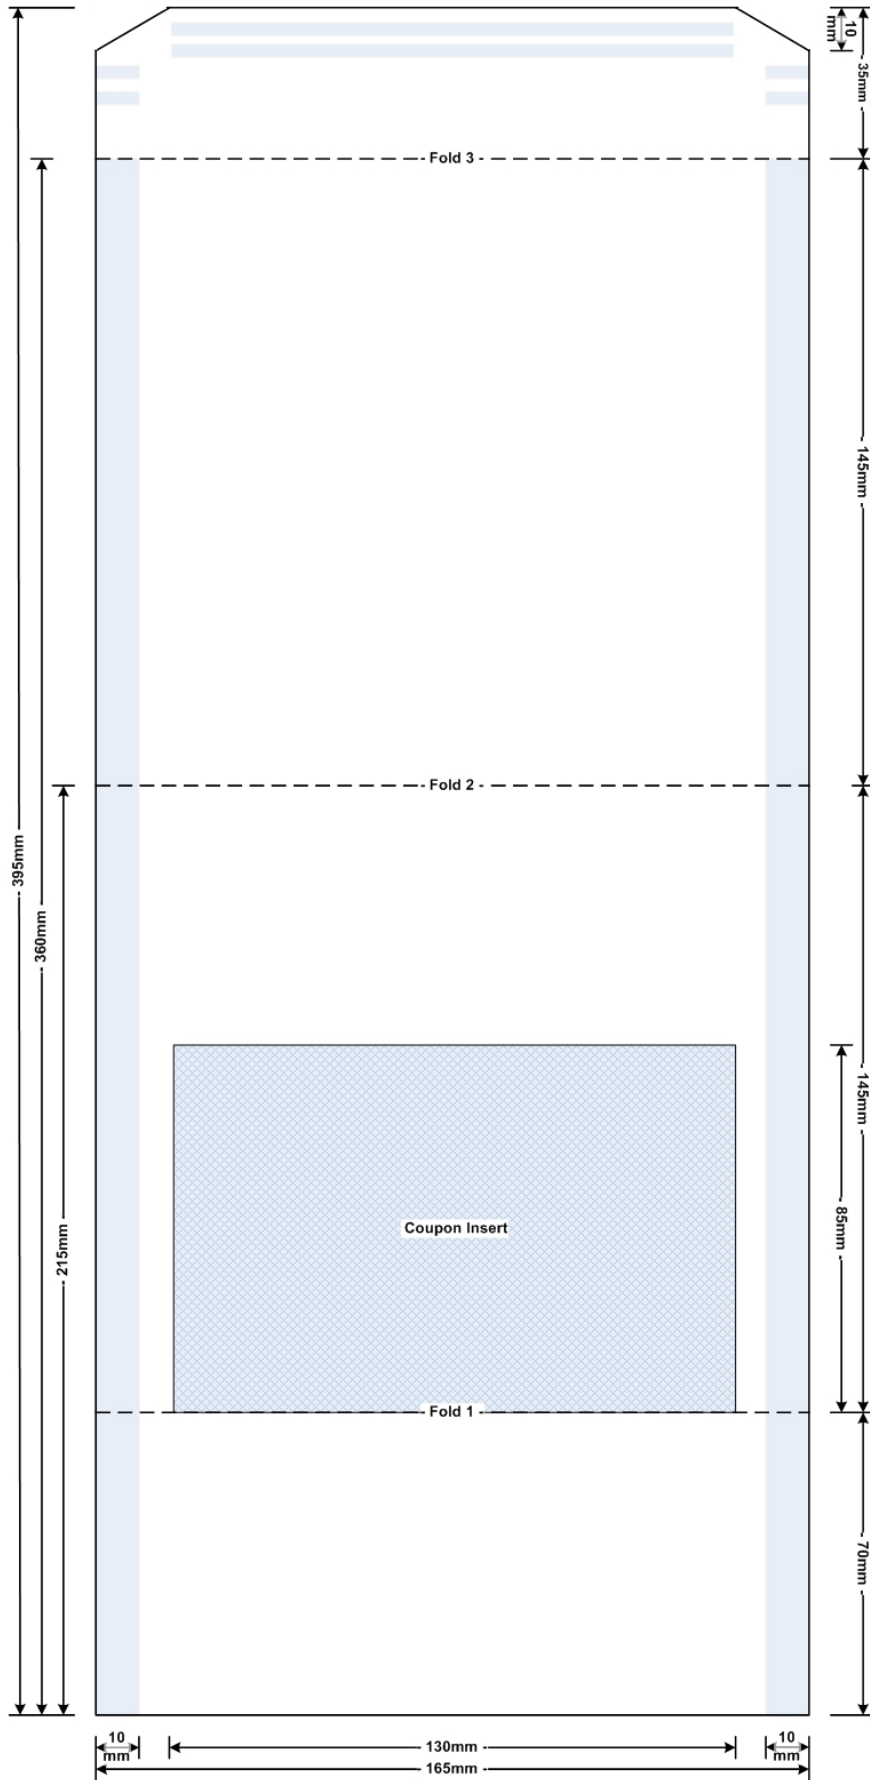 10
mm
- 35mm -
- Fold 3 -
- 145mm -
- Fold 2 -
- 395mm -
- 360mm -
- 145mm -
- 85mm -
Coupon Insert
- 215mm -
- Fold 1 -
- 70mm -
10
mm
- 130mm -
10
mm
- 165mm -